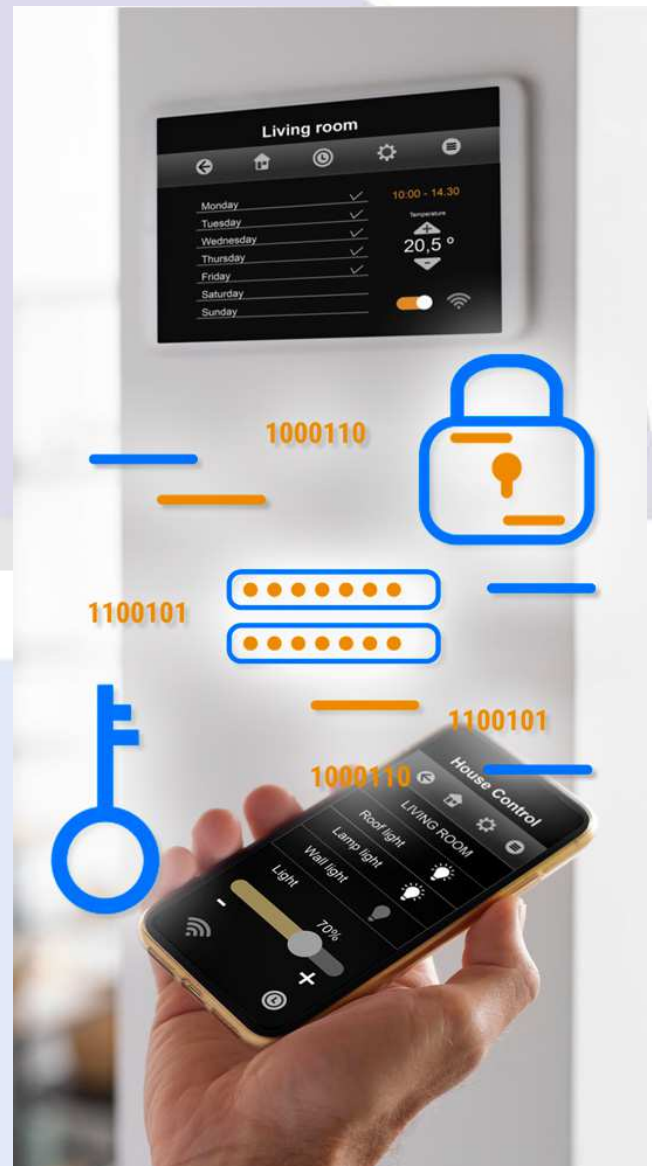 Living room
Monday
Tuesday
Wednesday
Thursday
Friday
Saturday
Sunday
10:00 - 14.30
Temperature
20,5 °
1000110
1100101
1100101
1000110
House Control
LIVING ROOM
Roof light
Lamp light
Wall light
Light
70%